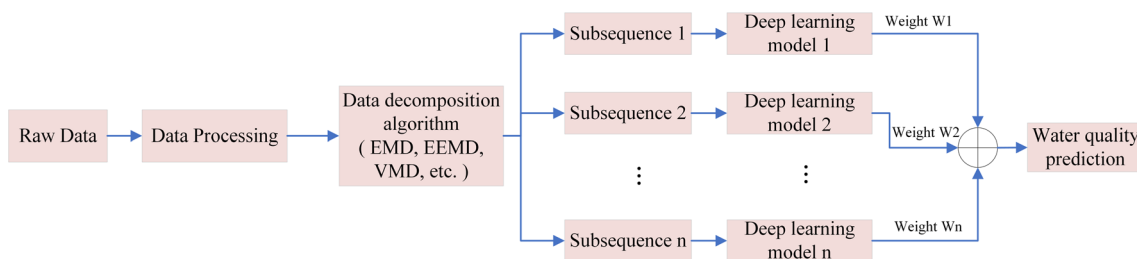 Raw Data
Data Processing
Data decomposition
algorithm
( EMD, EEMD,
VMD, etc. )
Subsequence 1
Deep learning
model 1
Weight W1
Subsequence 2
Deep learning
model 2
Weight W2
Subsequence n
Deep learning
model n
Weight Wn
Water quality
prediction